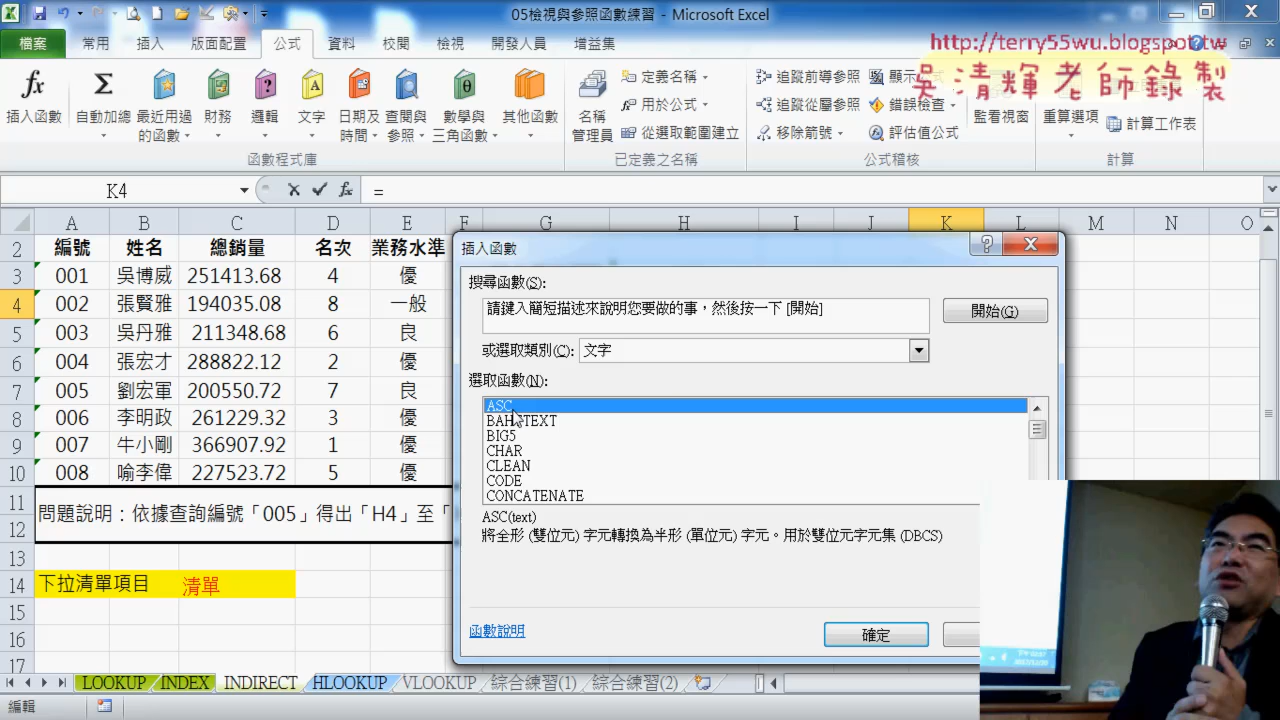 05檢視與參照函數練習 - Microsoft Excel
檔案 常用 插入 版面配置 公式 資料 校閱 檢視 開發人員 增益集
http://terry55wu.blogspot.tw
吳清輝老師錄製
插入函數 自動加總 最近用過的函數 財務 邏輯 文字 日期及時間 查閱與參照 數學與三角函數 其他函數
名稱管理員 定義名稱 用於公式 從選取範圍建立
追蹤前導參照 追蹤從屬參照 移除箭號 錯誤檢查 評估值公式 監看視窗 重算選項 計算工作表
函數程式庫 已定義之名稱 公式稽核 計算
K4 fx =
A B C D E F G H I J K L M N O
2 編號 姓名 總銷量 名次 業務水準
3 001 吳博威 251413.68 4 優
4 002 張賢雅 194035.08 8 一般
5 003 吳丹雅 211348.68 6 良
6 004 張宏才 288822.12 2 優
7 005 劉宏軍 200550.72 7 良
8 006 李明政 261229.32 3 優
9 007 牛小剛 366907.92 1 優
10 008 喻李偉 227523.72 5 優
11 問題說明：依據查詢編號「005」得出「H4」至「
12
13
14 下拉清單項目 清單
15
16
17
插入函數
搜尋函數(S):
請鍵入簡短描述來說明您要做的事，然後按一下 [開始]
開始(G)
或選取類別(C): 文字
選取函數(N):
ASC
BAHTTEXT
BIG5
CHAR
CLEAN
CODE
CONCATENATE
ASC(text)
將全形 (雙位元) 字元轉換為半形 (單位元) 字元。用於雙位元字元集 (DBCS)
函數說明
確定
LOOKUP INDEX INDIRECT HLOOKUP VLOOKUP 綜合練習(1) 綜合練習(2)
編輯